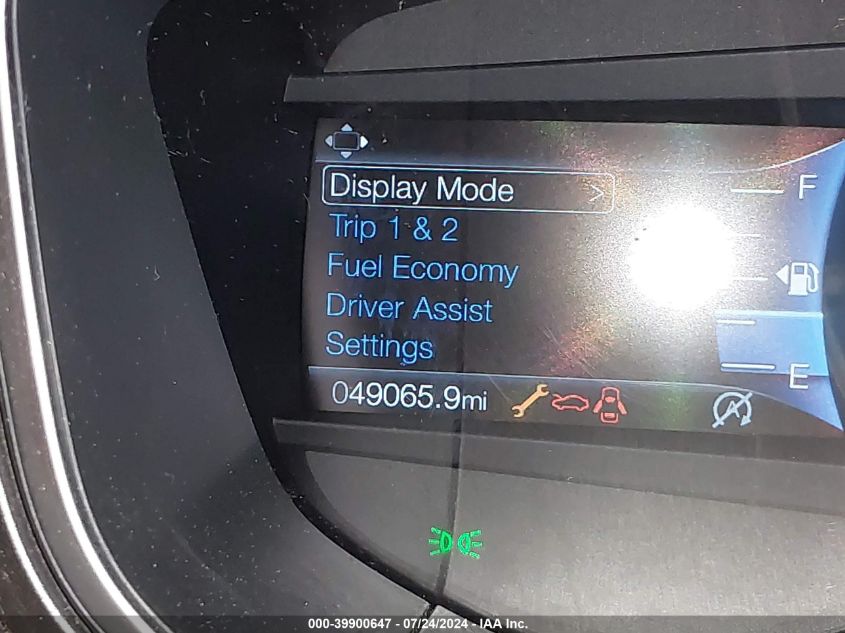 Display Mode >
Trip 1 & 2
Fuel Economy
Driver Assist
Settings
F
E
049065.9mi
A
000-39900647 - 07/24/2024 - IAA Inc.